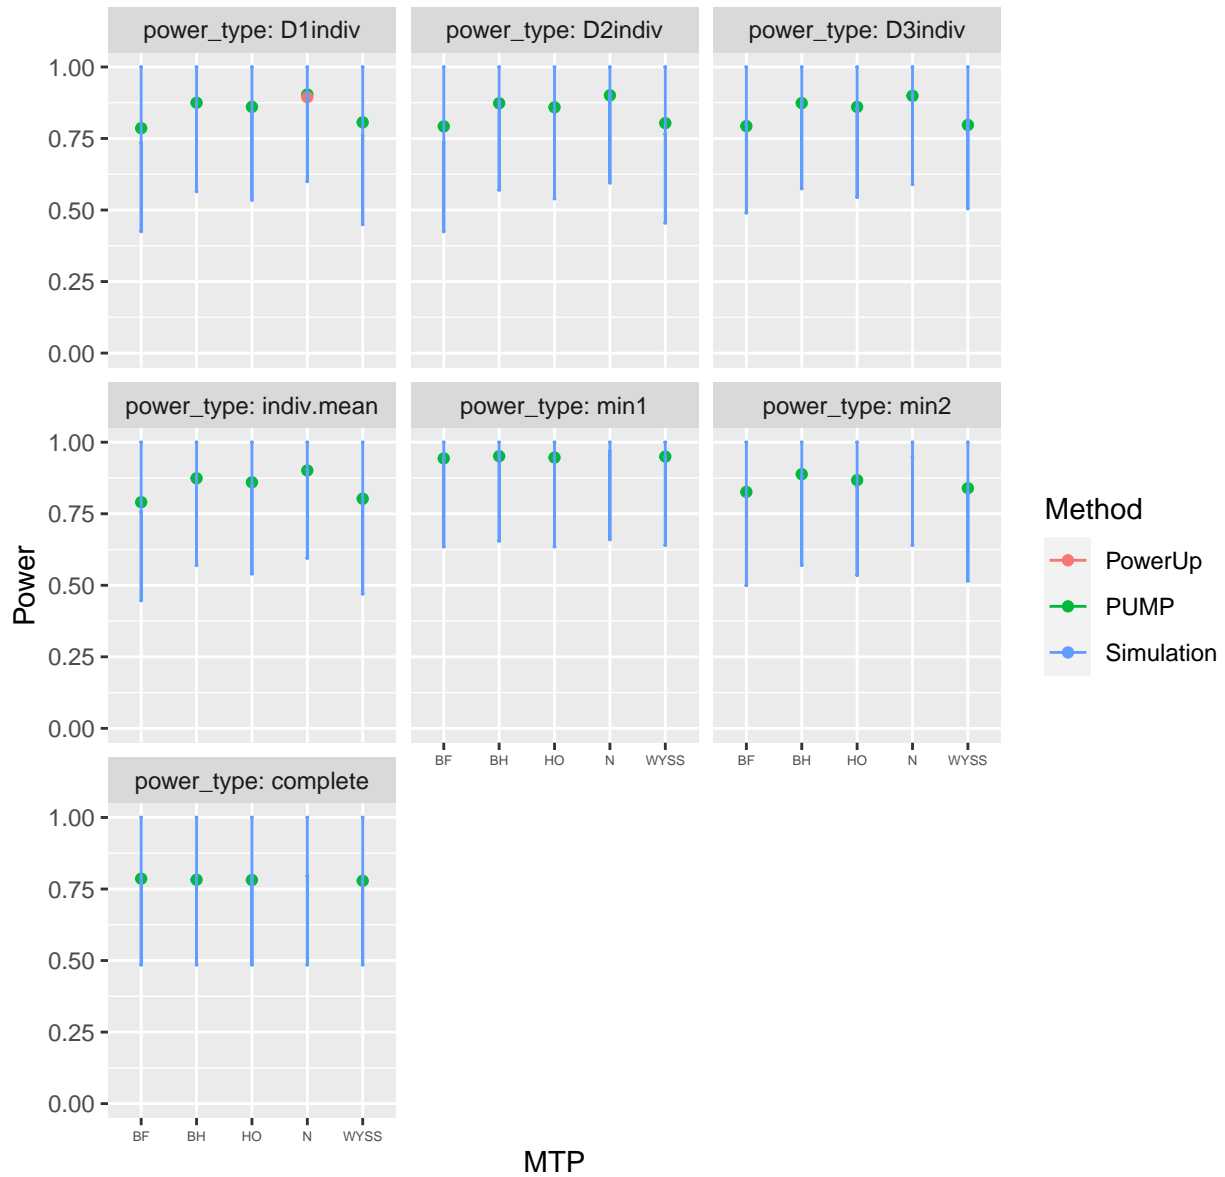 power_type: D1indiv
power_type: D2indiv
power_type: D3indiv
1.00
0.75
0.50
0.25
0.00
power_type: indiv.mean
power_type: min1
power_type: min2
1.00
0.75
0.50
0.25
0.00
BF BH HO N WYSS
BF BH HO N WYSS
power_type: complete
1.00
0.75
0.50
0.25
0.00
BF BH HO N WYSS
MTP
Power
Method
PowerUp
PUMP
Simulation